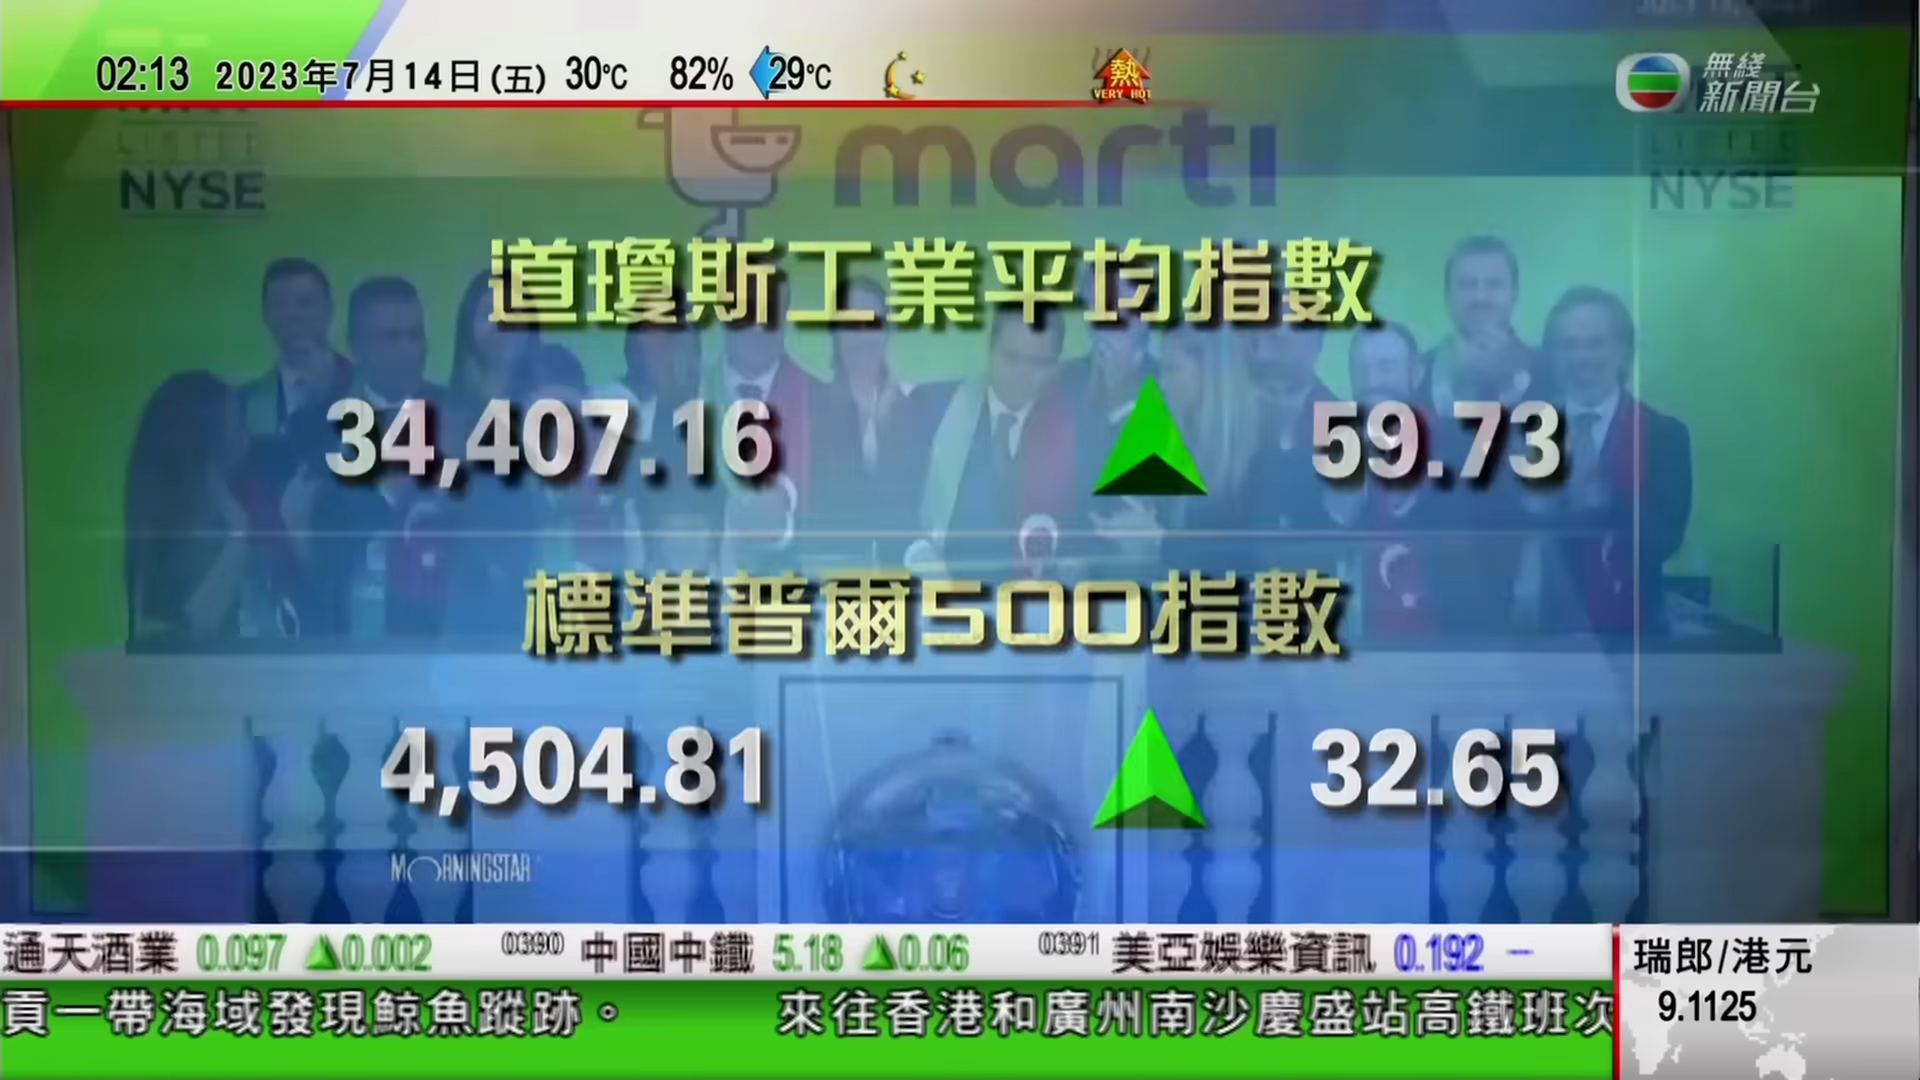 02:13 2023年7月14日(五) 30℃ 82% 29℃
熱
VERY HOT
無綫
新聞台
LISTED
NYSE
marti
LISTED
NYSE
道瓊斯工業平均指數
34,407.16 59.73
標準普爾500指數
4,504.81 32.65
MORNINGSTAR
通天酒業 0.097 ▲0.002 0390 中國中鐵 5.18 ▲0.06 0391 美亞娛樂資訊 0.192 –
貢一帶海域發現鯨魚蹤跡。 來往香港和廣州南沙慶盛站高鐵班次
瑞郎/港元
9.1125